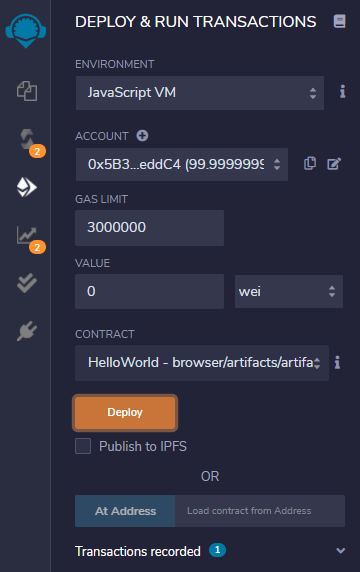 DEPLOY & RUN TRANSACTIONS
ENVIRONMENT
JavaScript VM
2
ACCOUNT
0x5B3...eddC4 (99.9999999
GAS LIMIT
3000000
2
VALUE
0 wei
CONTRACT
HelloWorld - browser/artifacts/artifa
Deploy
Publish to IPFS
OR
At Address Load contract from Address
Transactions recorded 1